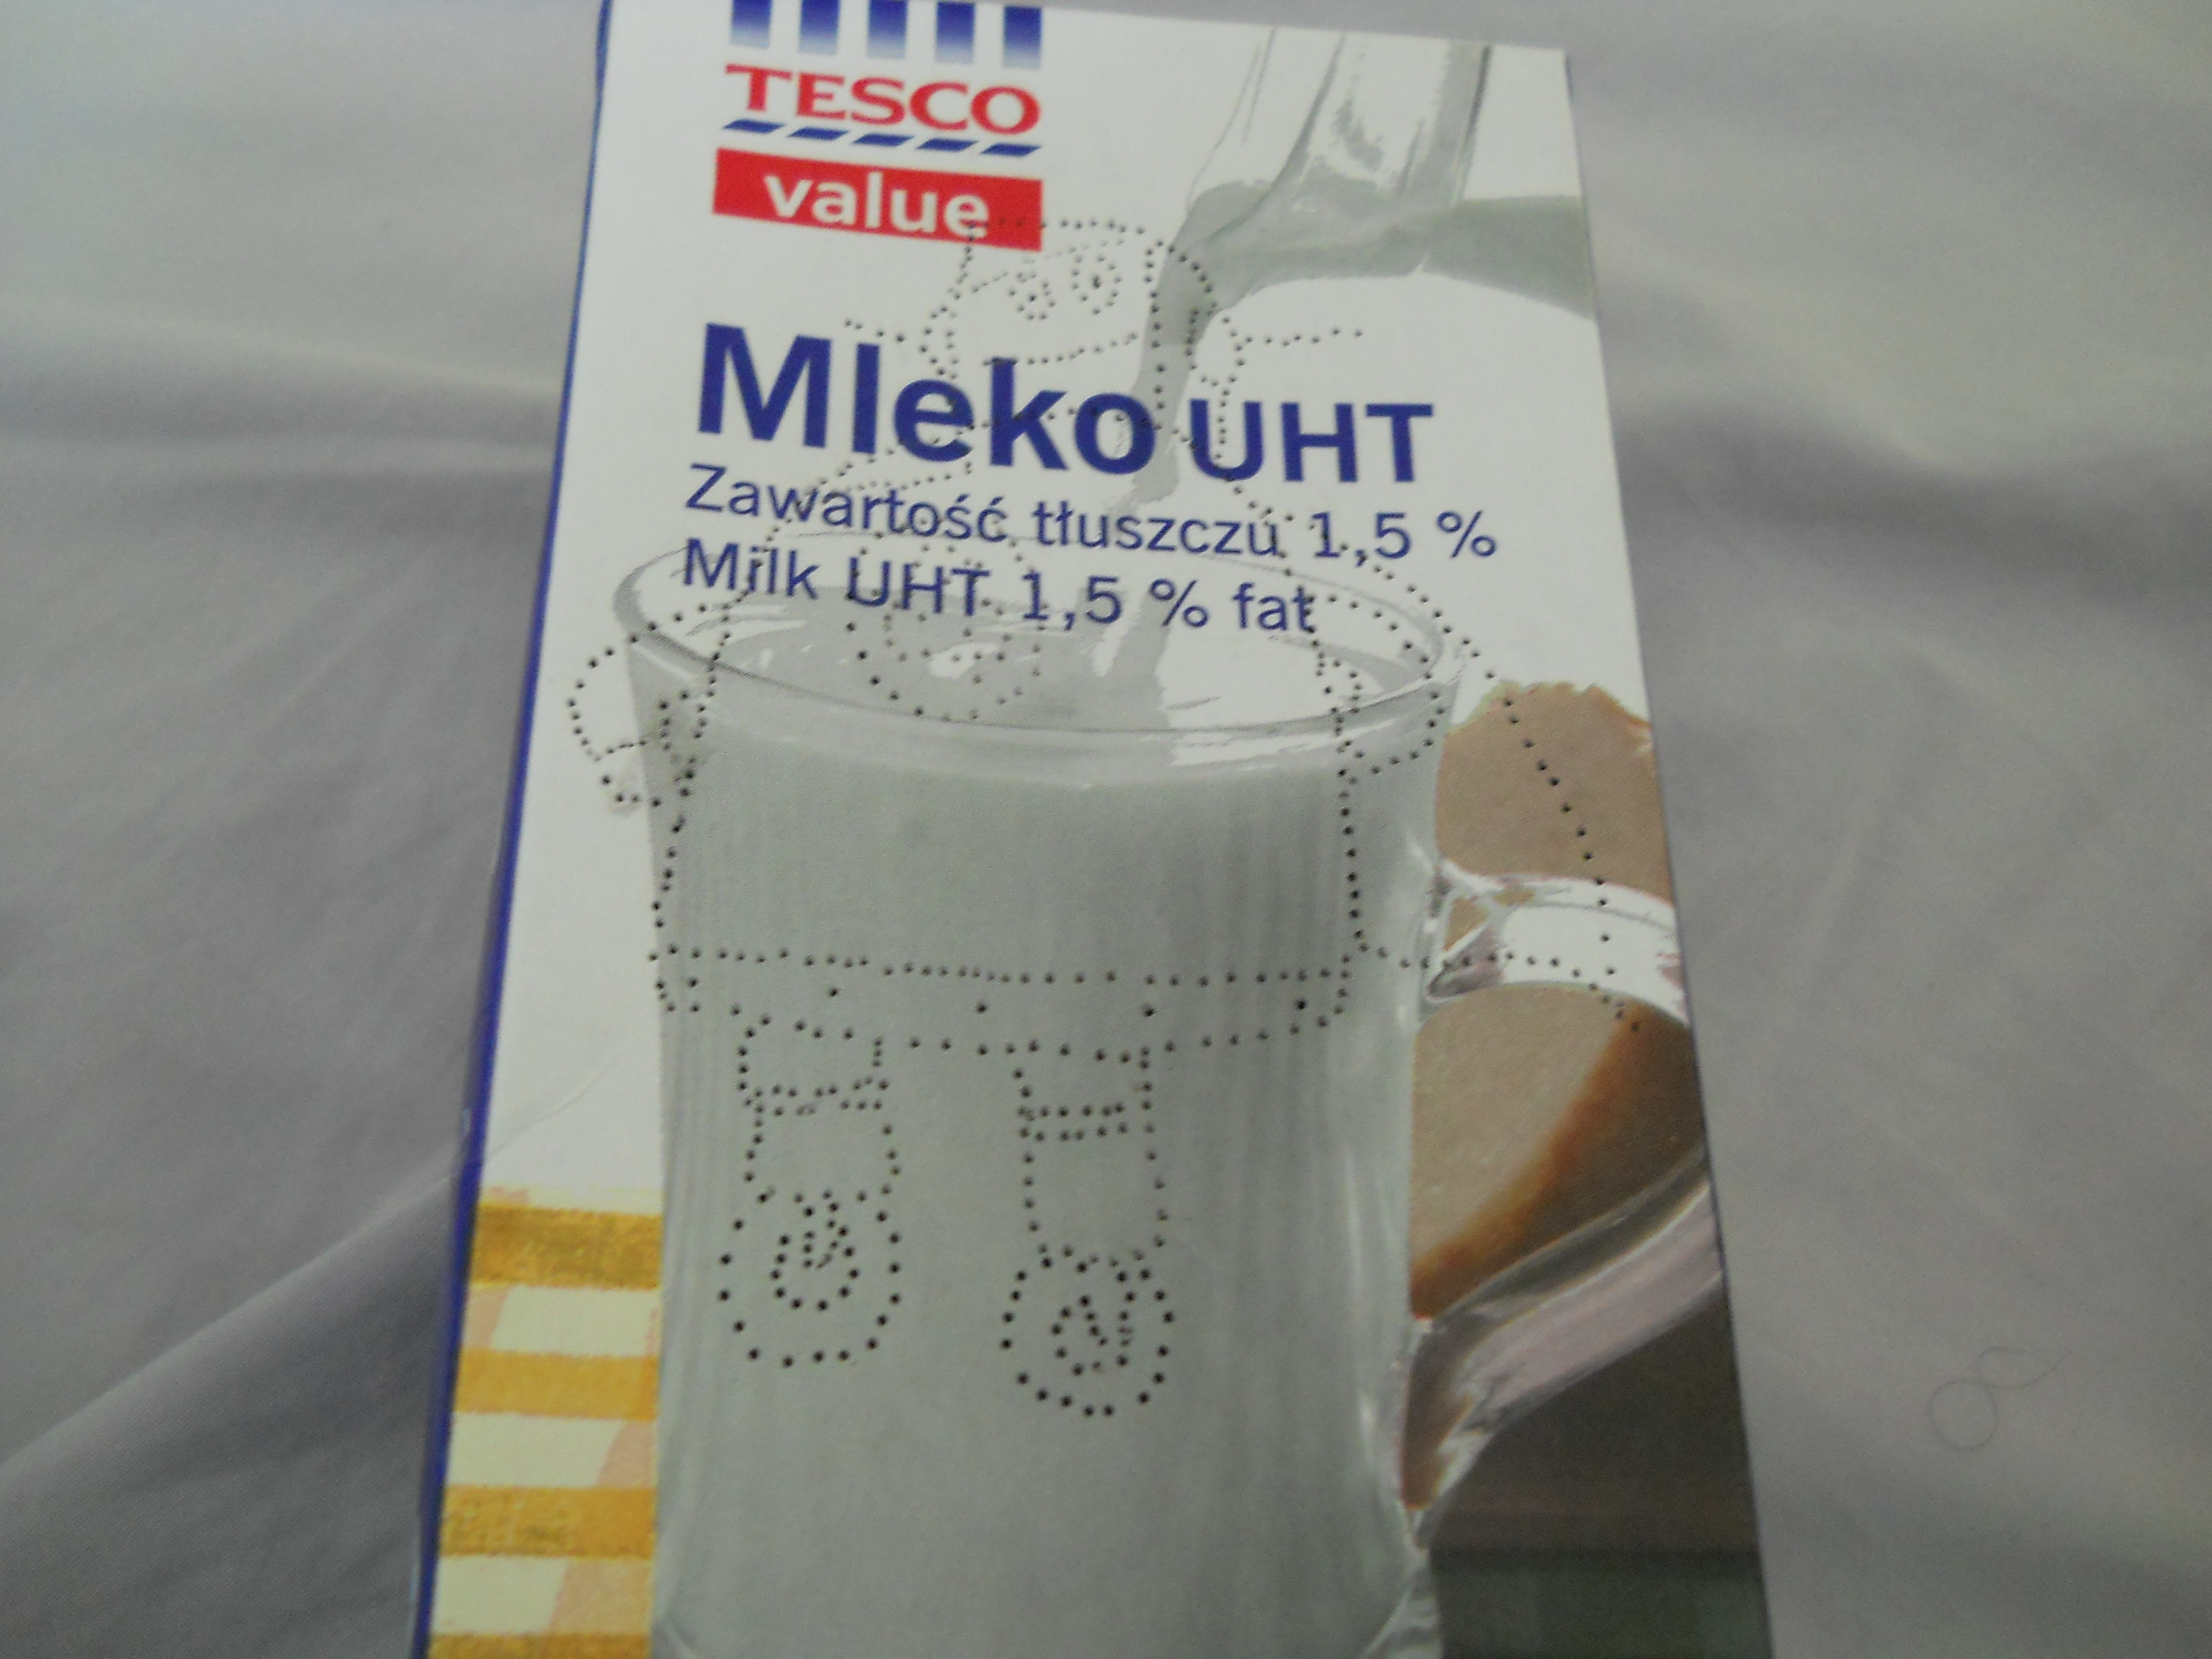 TESCO
value
Mleko UHT
Zawartość tłuszczu 1,5 %
Milk UHT 1,5 % fat